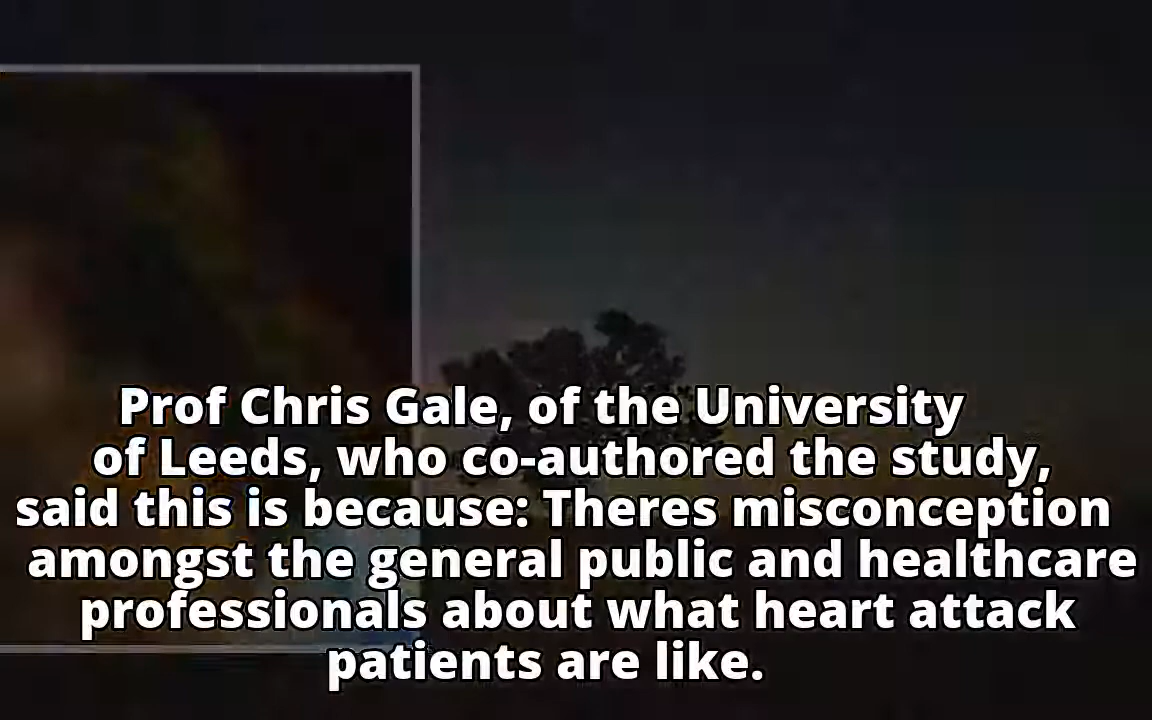 Prof Chris Gale, of the University
of Leeds, who co-authored the study,
said this is because: Theres misconception
amongst the general public and healthcare
professionals about what heart attack
patients are like.